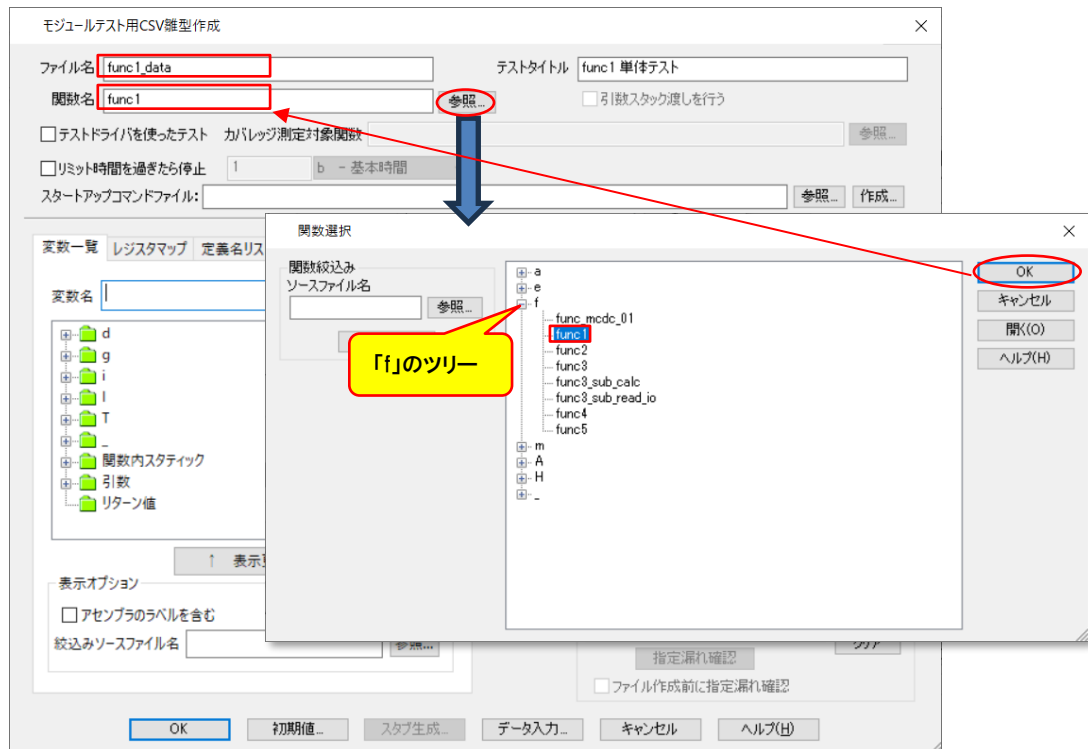 モジュールテスト用CSV雛型作成
ファイル名 func1_data テストタイトル func1 単体テスト
関数名 func1 参照... 引数スタック渡しを行う
テストドライバを使ったテスト カバレッジ測定対象関数 参照...
リミット時間を過ぎたら停止 1 b - 基本時間
スタートアップコマンドファイル: 参照... 作成...
関数選択
変数一覧 レジスタマップ 定義名リス
変数名
d
g
i
l
T
_
関数内スタティック
引数
リターン値
↑ 表示
表示オプション
アセンブラのラベルを含む
絞込みソースファイル名 参照...
関数絞込み
ソースファイル名
参照...
「f」のツリー
a
e
f
func_mcdc_01
func1
func2
func3
func3_sub_calc
func3_sub_read_io
func4
func5
m
A
H
_
OK
キャンセル
開く(O)
ヘルプ(H)
クリア
指定漏れ確認
ファイル作成前に指定漏れ確認
OK 初期値... スタブ生成... データ入力... キャンセル ヘルプ(H)